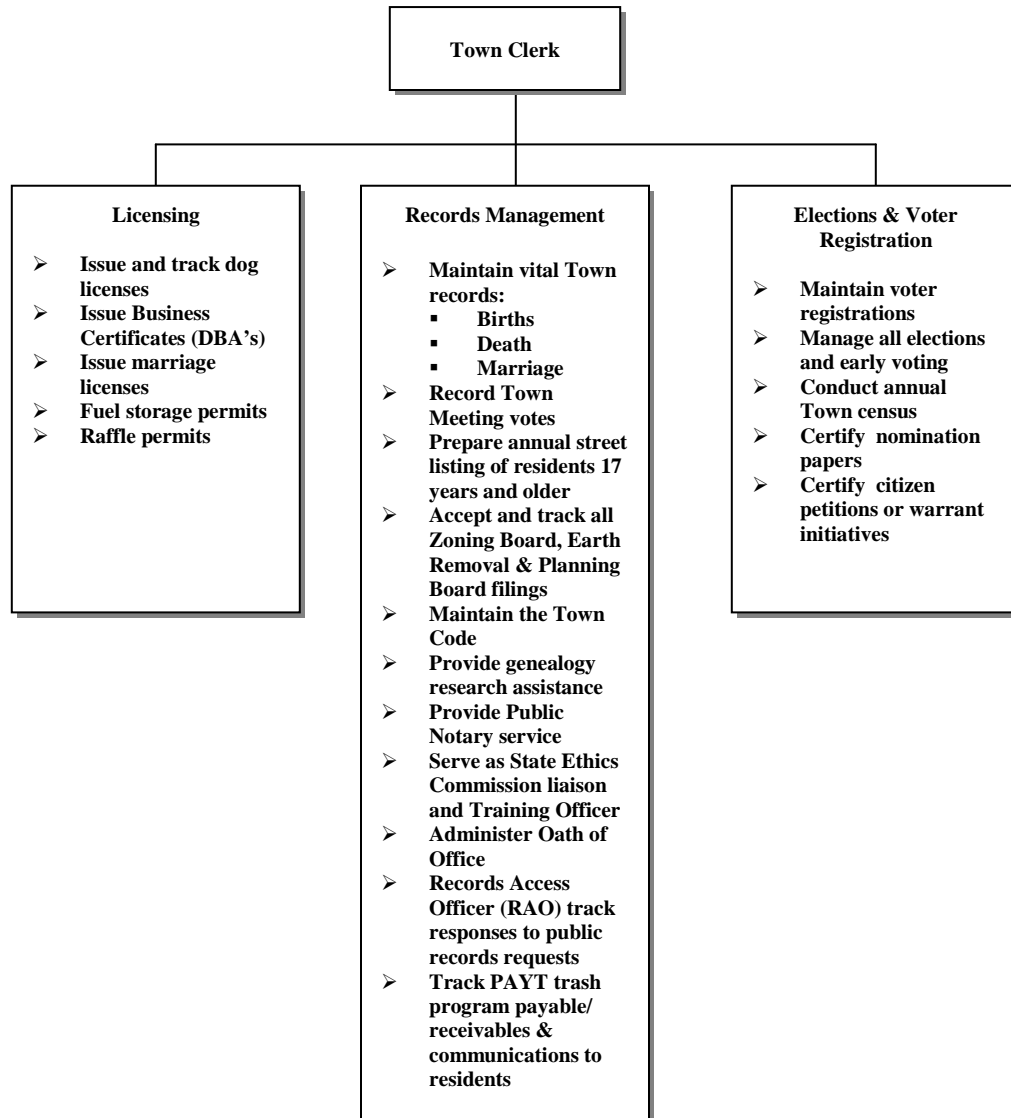 Town Clerk
Licensing
➢ Issue and track dog
licenses
➢ Issue Business
Certificates (DBA’s)
➢ Issue marriage
licenses
➢ Fuel storage permits
➢ Raffle permits
Records Management
➢ Maintain vital Town
records:
▪ Births
▪ Death
▪ Marriage
➢ Record Town
Meeting votes
➢ Prepare annual street
listing of residents 17
years and older
➢ Accept and track all
Zoning Board, Earth
Removal & Planning
Board filings
➢ Maintain the Town
Code
➢ Provide genealogy
research assistance
➢ Provide Public
Notary service
➢ Serve as State Ethics
Commission liaison
and Training Officer
➢ Administer Oath of
Office
➢ Records Access
Officer (RAO) track
responses to public
records requests
➢ Track PAYT trash
program payable/
receivables &
communications to
residents
Elections & Voter
Registration
➢ Maintain voter
registrations
➢ Manage all elections
and early voting
➢ Conduct annual
Town census
➢ Certify nomination
papers
➢ Certify citizen
petitions or warrant
initiatives